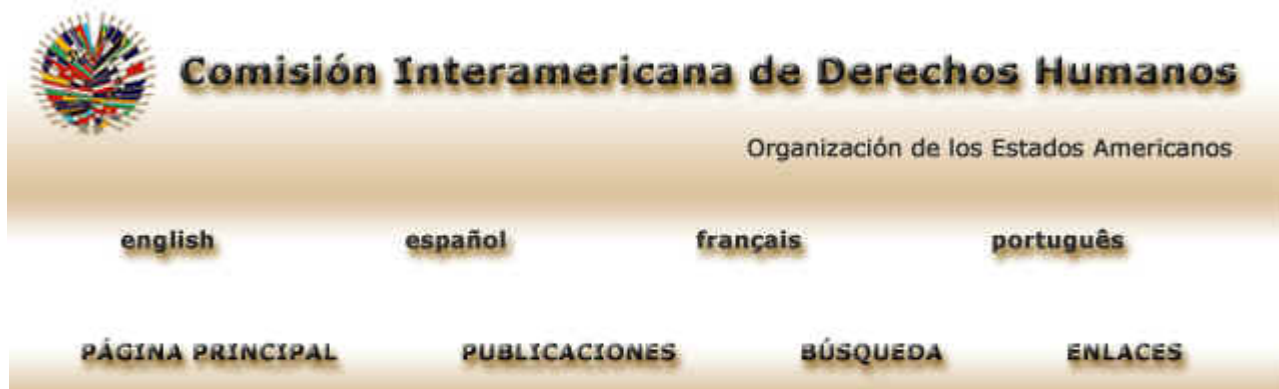 Comisión Interamericana de Derechos Humanos
Organización de los Estados Americanos
english español français português
PÁGINA PRINCIPAL PUBLICACIONES BÚSQUEDA ENLACES